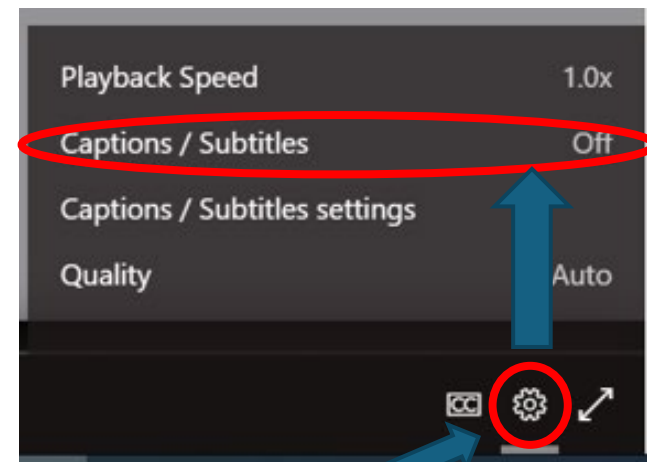 Playback Speed 1.0x
Captions / Subtitles Off
Captions / Subtitles settings
Quality Auto
CC